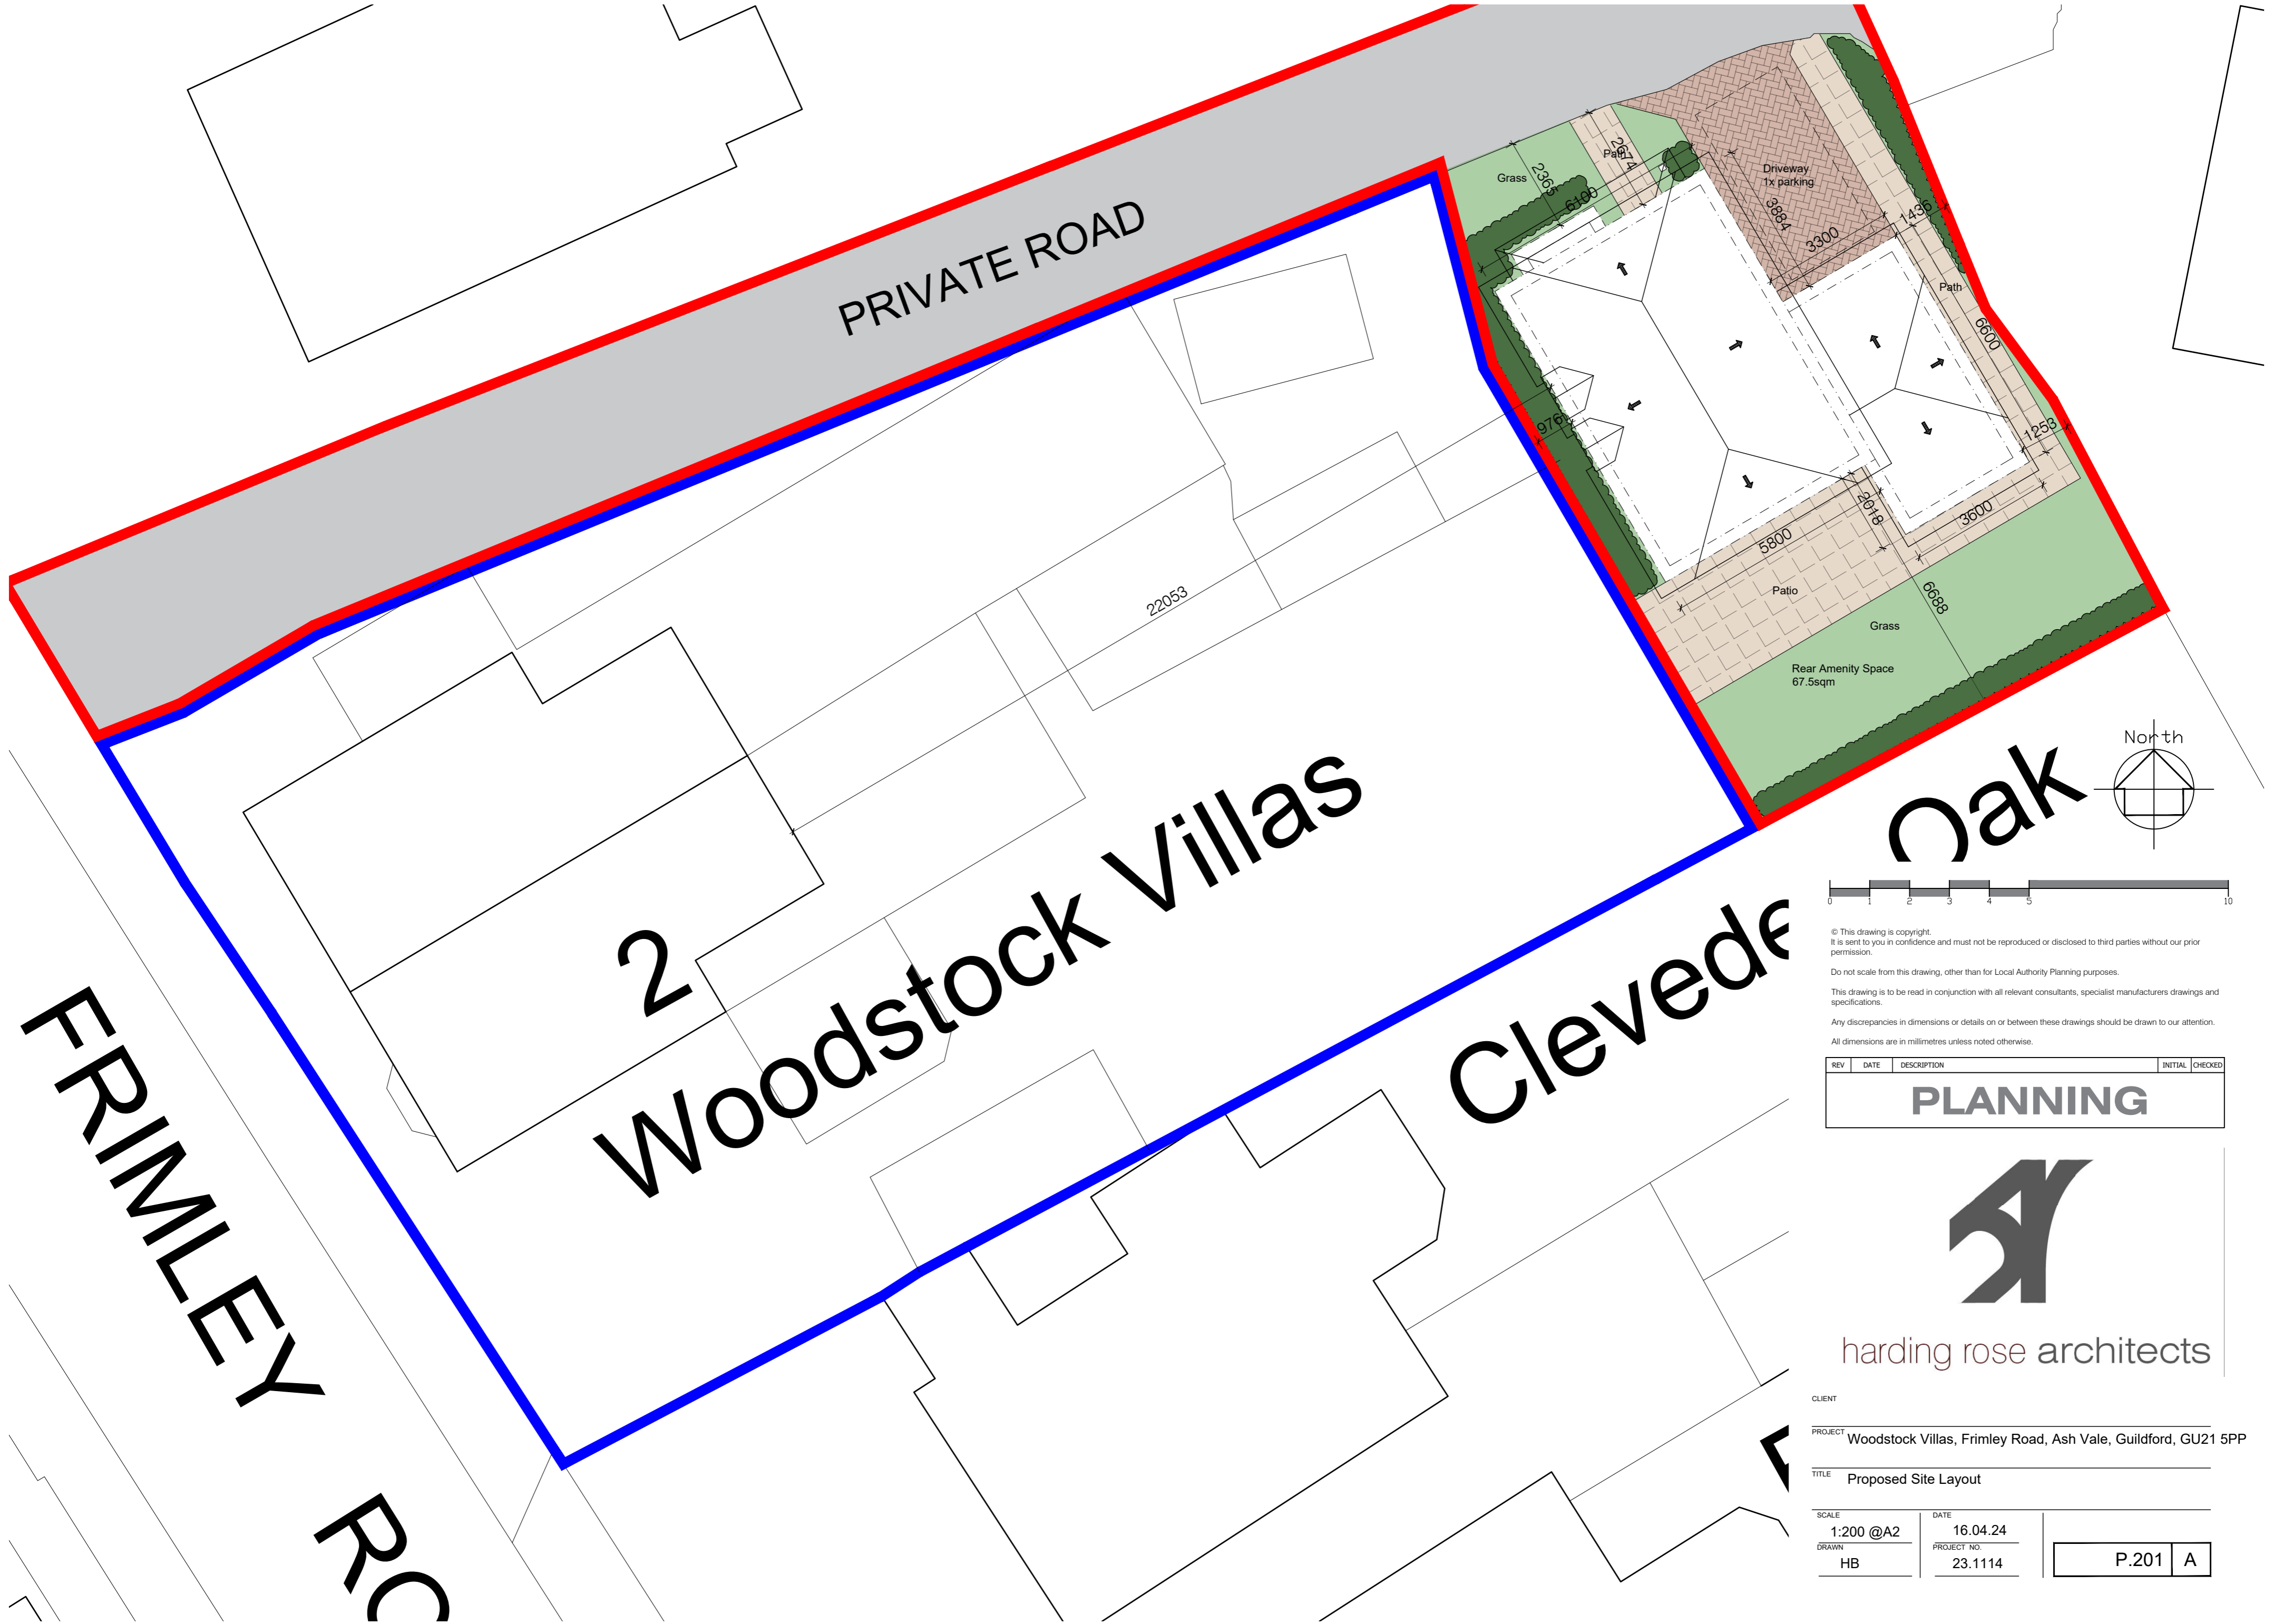 PRIVATE ROAD
Grass
2365
Path
2674
6100
Driveway
1x parking
3884
3300
1436
Path
6600
976
1253
2018
3600
5800
Patio
6688
Grass
Rear Amenity Space
67.5sqm
22053
2
Woodstock Villas
FRIMLEY
RO
Clevede
Oak
North
0 1 2 3 4 5 10
© This drawing is copyright.
It is sent to you in confidence and must not be reproduced or disclosed to third parties without our prior
permission.
Do not scale from this drawing, other than for Local Authority Planning purposes.
This drawing is to be read in conjunction with all relevant consultants, specialist manufacturers drawings and
specifications.
Any discrepancies in dimensions or details on or between these drawings should be drawn to our attention.
All dimensions are in millimetres unless noted otherwise.
REV DATE DESCRIPTION INITIAL CHECKED
PLANNING
harding rose architects
CLIENT
PROJECT Woodstock Villas, Frimley Road, Ash Vale, Guildford, GU21 5PP
TITLE Proposed Site Layout
SCALE DATE
1:200 @A2 16.04.24
DRAWN PROJECT NO.
HB 23.1114
P.201 A